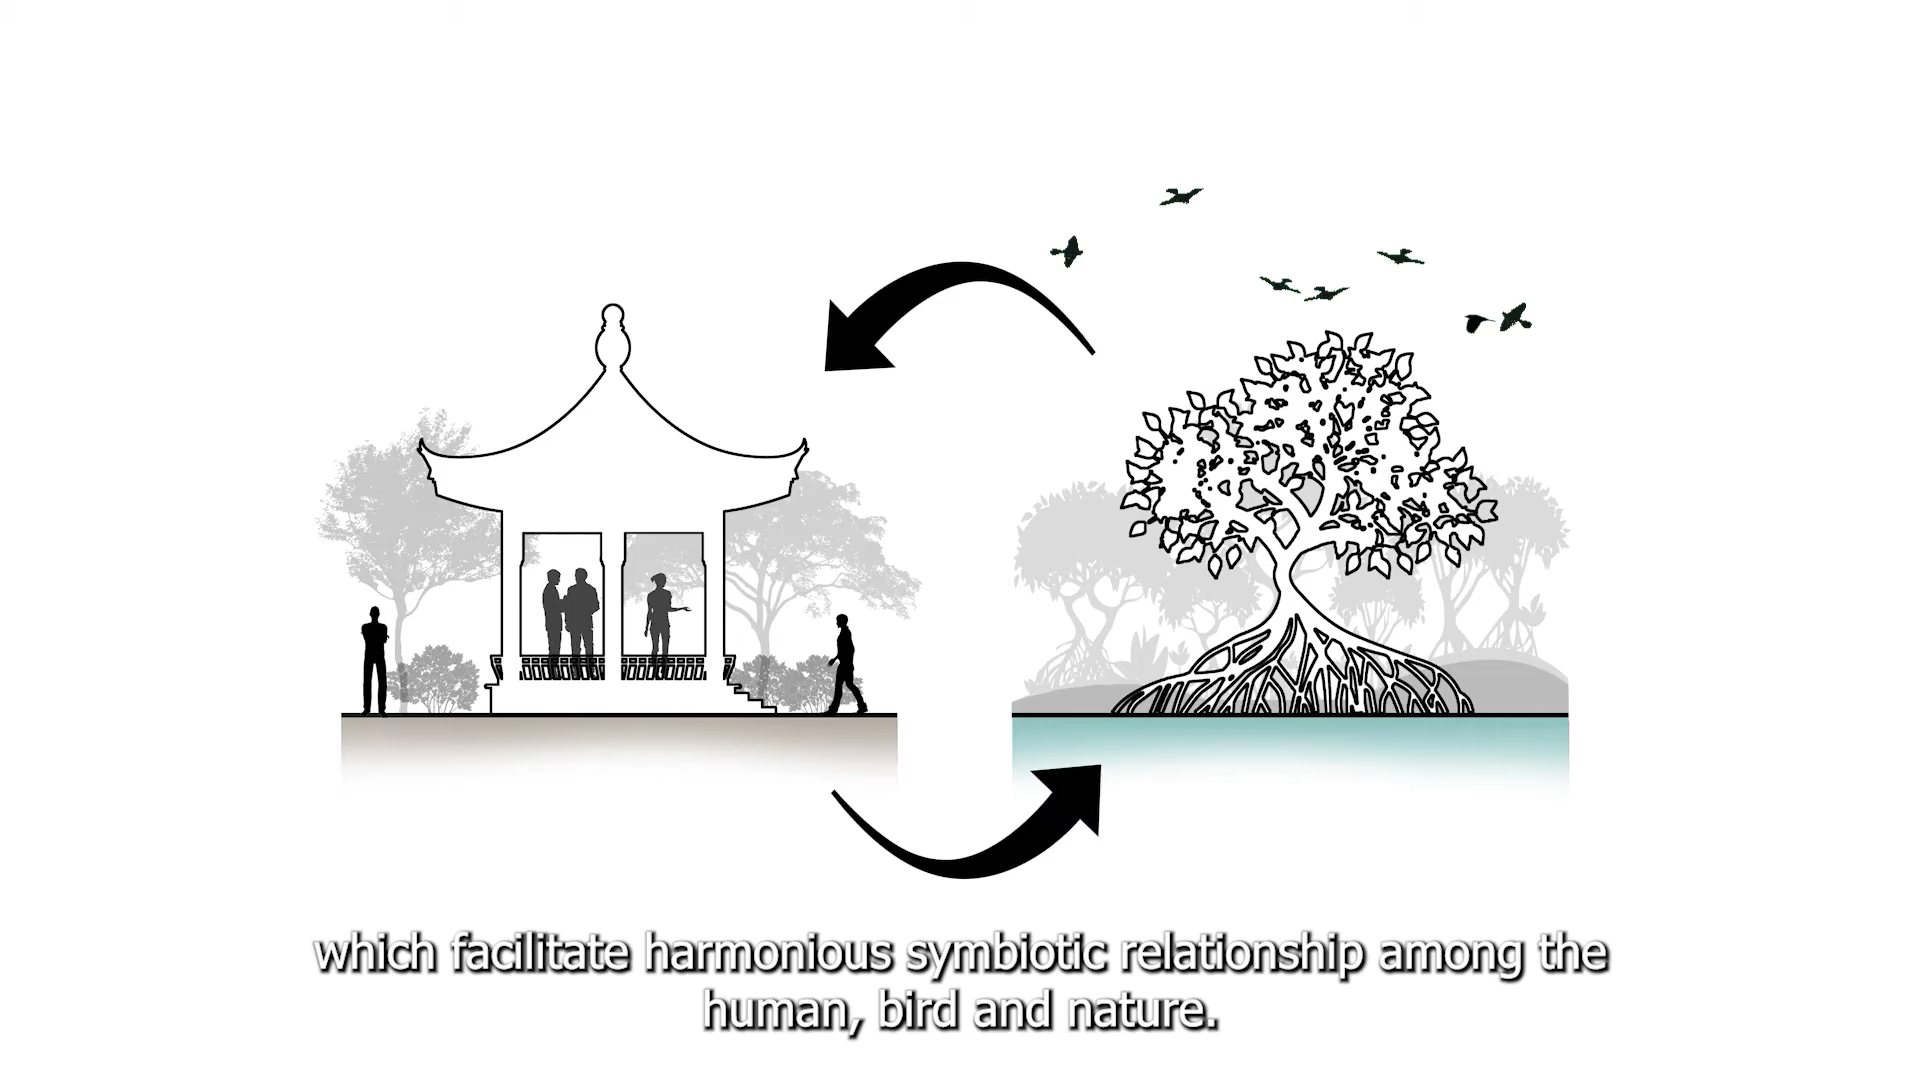 which facilitate harmonious symbiotic relationship among the
human, bird and nature.